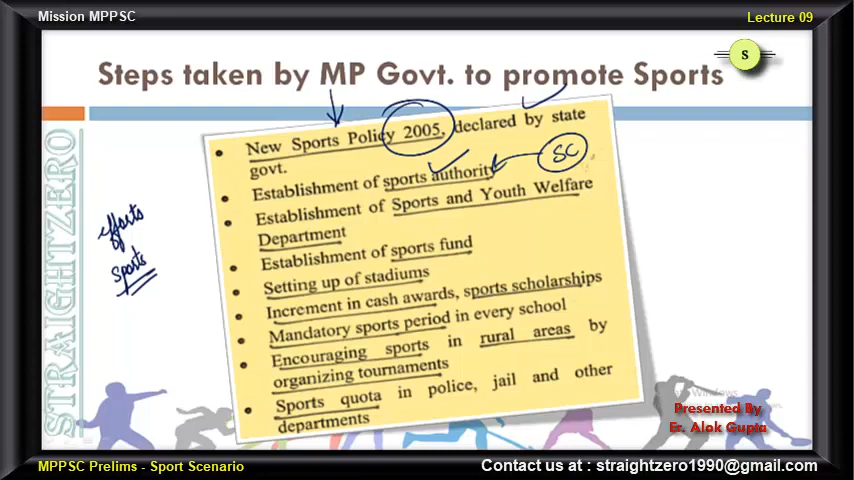 Mission MPPSC
Lecture 09
S
Steps taken by MP Govt. to promote Sports
• New Sports Policy 2005, declared by state
govt.
• Establishment of sports authority
SC
• Establishment of Sports and Youth Welfare
Department
• Establishment of sports fund
• Setting up of stadiums
• Increment in cash awards, sports scholarships
• Mandatory sports period in every school
• Encouraging sports in rural areas by
organizing tournaments
• Sports quota in police, jail and other
departments
efforts
sports
STRAIGHTZERO
Windows
Presented By
Er. Alok Gupta
MPPSC Prelims - Sport Scenario
Contact us at : straightzero1990@gmail.com